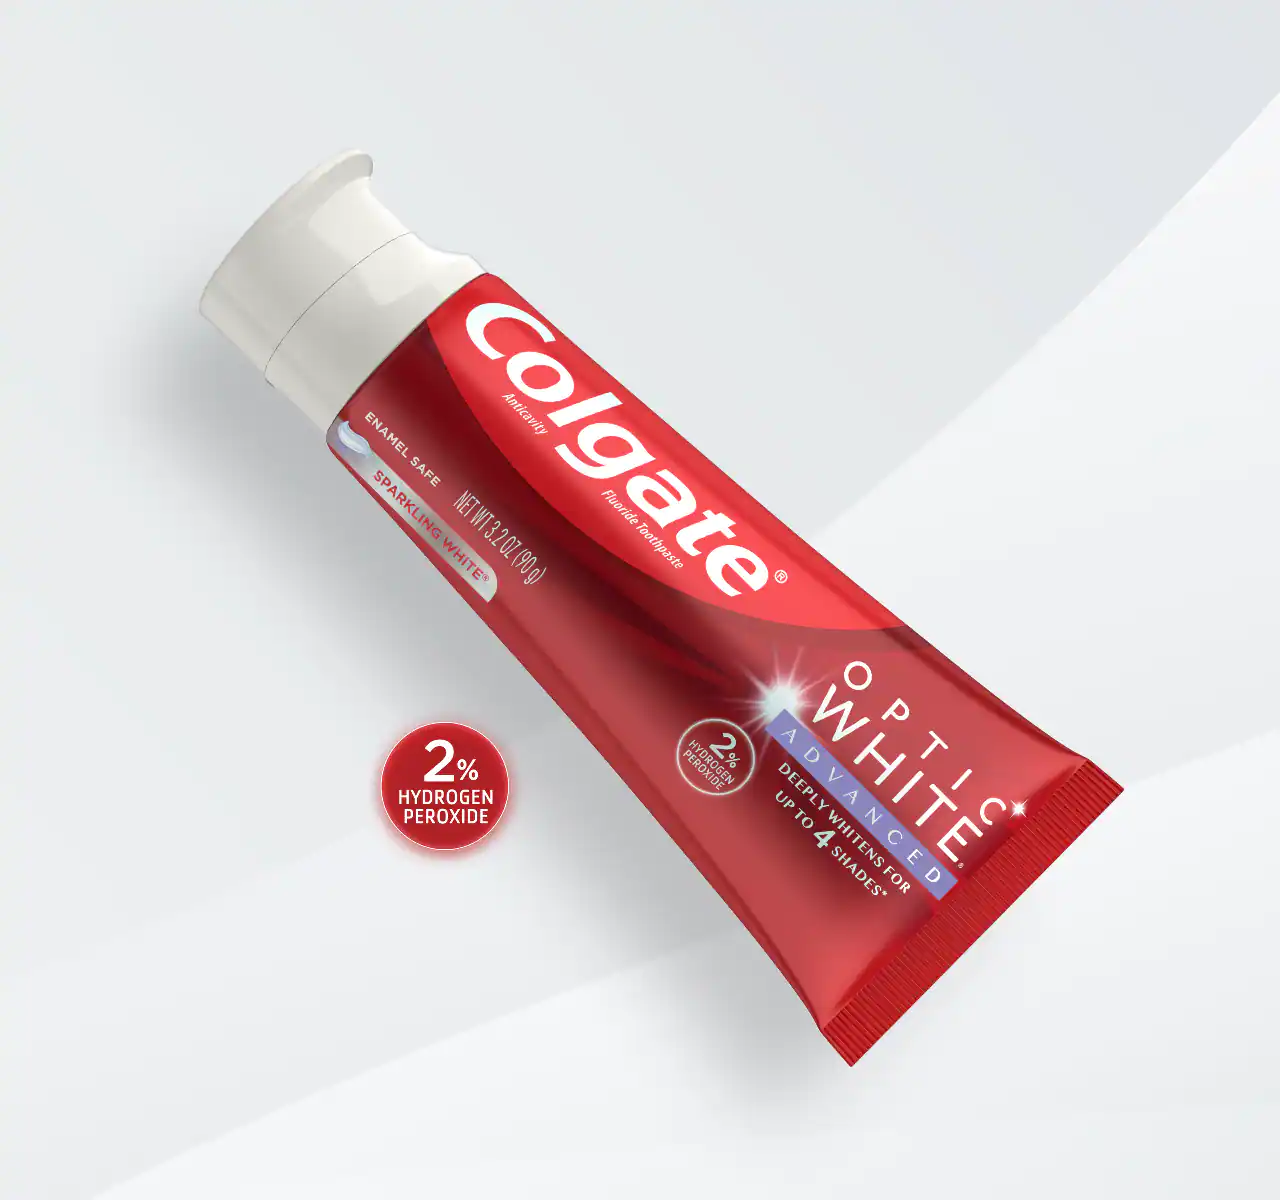 Colgate®
Anticavity
Fluoride Toothpaste
ENAMEL SAFE
SPARKLING WHITE®
NET WT 3.2 OZ (90 g)
OPTIC
WHITE®
ADVANCED
DEEPLY WHITENS FOR
UP TO 4 SHADES*
2%
HYDROGEN
PEROXIDE
2%
HYDROGEN
PEROXIDE